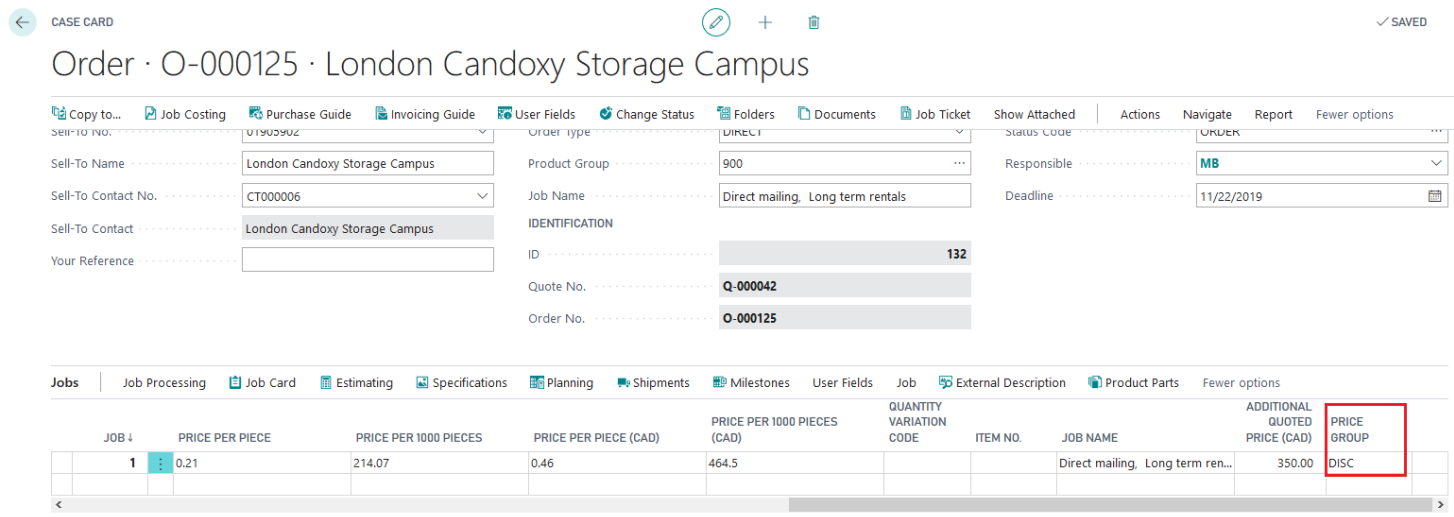 CASE CARD
SAVED
Order · O-000125 · London Candoxy Storage Campus
Copy to... Job Costing Purchase Guide Invoicing Guide User Fields Change Status Folders Documents Job Ticket Show Attached Actions Navigate Report Fewer options
Sell-To No. 01905902 Order Type DIRECT Status Code ORDER
Sell-To Name London Candoxy Storage Campus Product Group 900 Responsible MB
Sell-To Contact No. CT000006 Job Name Direct mailing, Long term rentals Deadline 11/22/2019
Sell-To Contact London Candoxy Storage Campus IDENTIFICATION
Your Reference ID 132
Quote No. Q-000042
Order No. O-000125
Jobs Job Processing Job Card Estimating Specifications Planning Shipments Milestones User Fields Job External Description Product Parts Fewer options
JOB↓ PRICE PER PIECE PRICE PER 1000 PIECES PRICE PER PIECE (CAD) PRICE PER 1000 PIECES (CAD) QUANTITY VARIATION CODE ITEM NO. JOB NAME ADDITIONAL QUOTED PRICE (CAD) PRICE GROUP
1 0.21 214.07 0.46 464.5 Direct mailing, Long term ren... 350.00 DISC